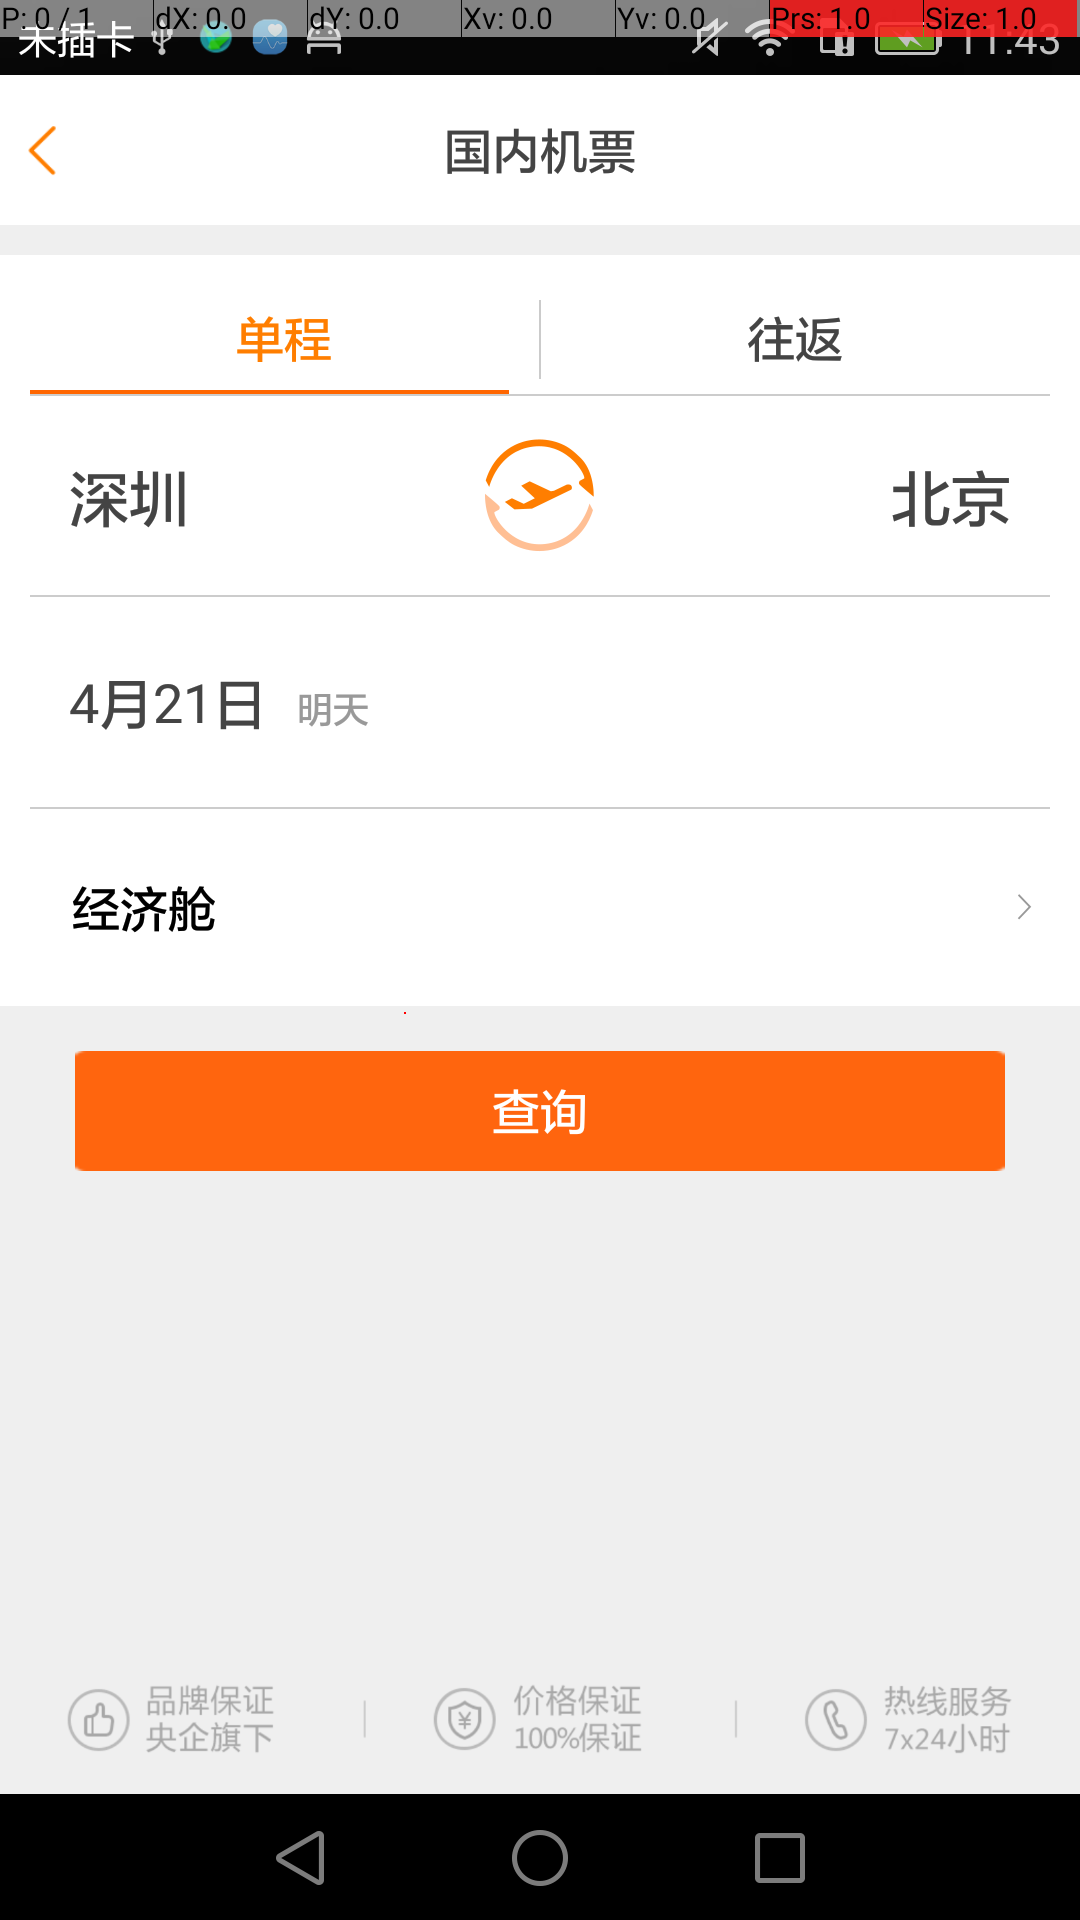 P: 0 / 1 dX: 0.0 dY: 0.0 Xv: 0.0 Yv: 0.0 Prs: 1.0 Size: 1.0
未插卡 11:43
国内机票
单程 往返
深圳 北京
4月21日 明天
经济舱
查询
品牌保证 价格保证 热线服务
央企旗下 100%保证 7x24小时